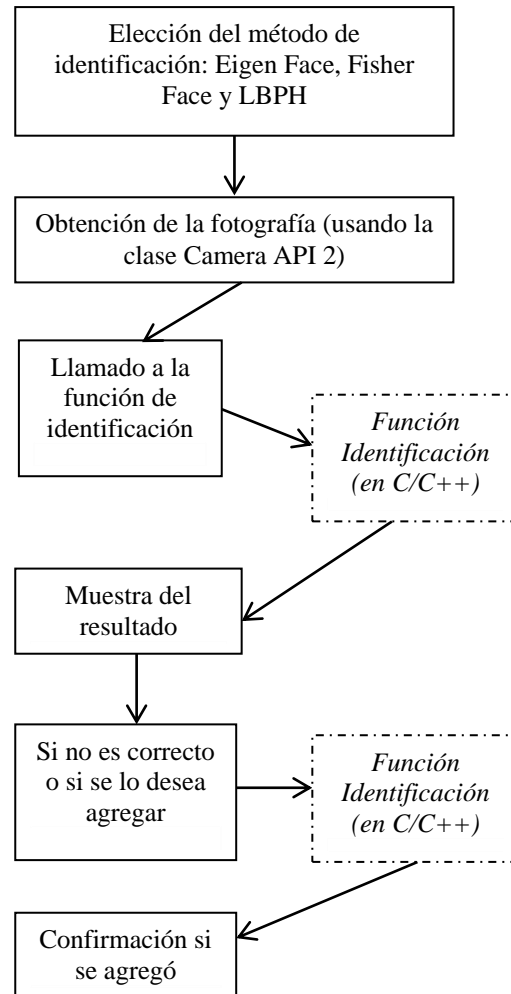 Elección del método de
identificación: Eigen Face, Fisher
Face y LBPH
Obtención de la fotografía (usando la
clase Camera API 2)
Llamado a la
función de
identificación
Función
Identificación
(en C/C++)
Muestra del
resultado
Si no es correcto
o si se lo desea
agregar
Función
Identificación
(en C/C++)
Confirmación si
se agregó